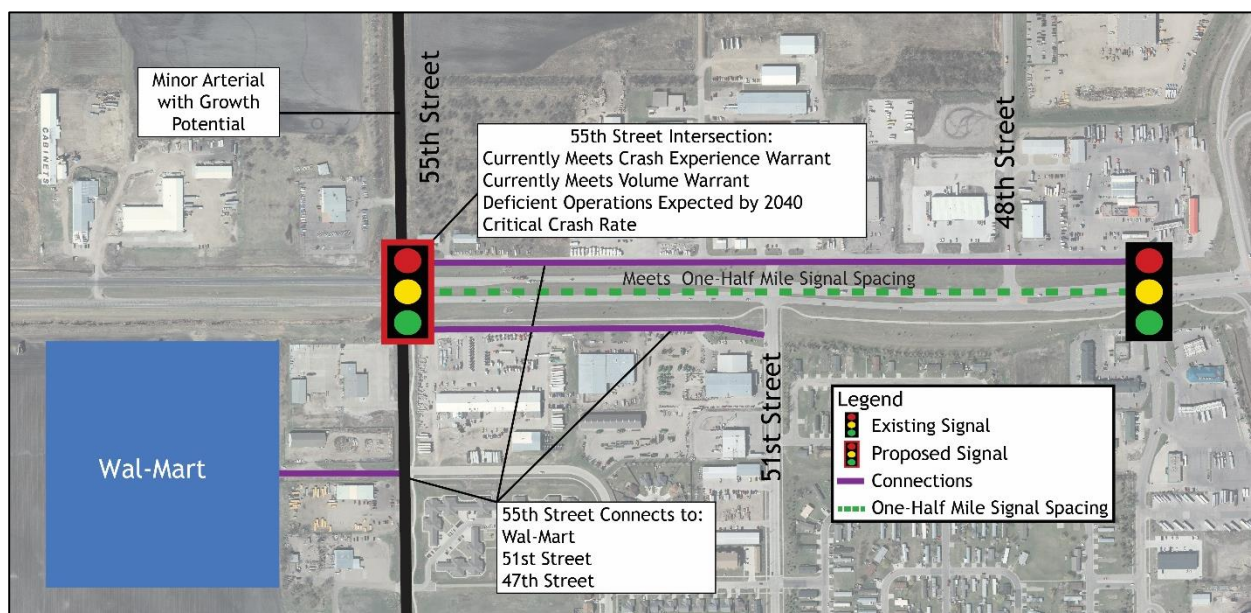 Minor Arterial
with Growth
Potential
55th Street
55th Street Intersection:
Currently Meets Crash Experience Warrant
Currently Meets Volume Warrant
Deficient Operations Expected by 2040
Critical Crash Rate
48th Street
CABINETS
Meets One-Half Mile Signal Spacing
51st Street
Wal-Mart
55th Street Connects to:
Wal-Mart
51st Street
47th Street
Legend
Existing Signal
Proposed Signal
Connections
One-Half Mile Signal Spacing